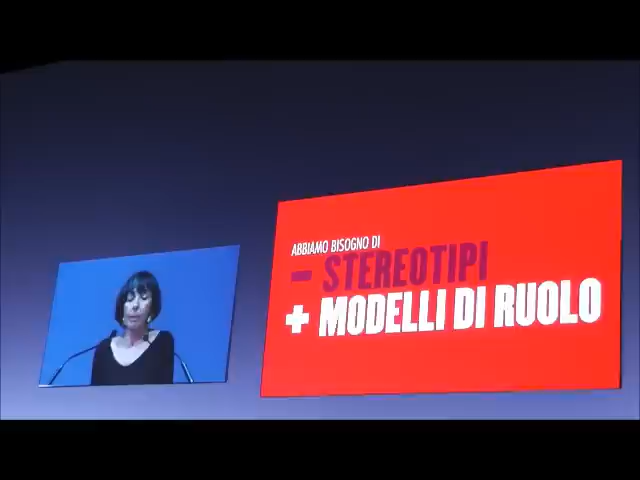 ABBIAMO BISOGNO DI
- STEREOTIPI
+ MODELLI DI RUOLO